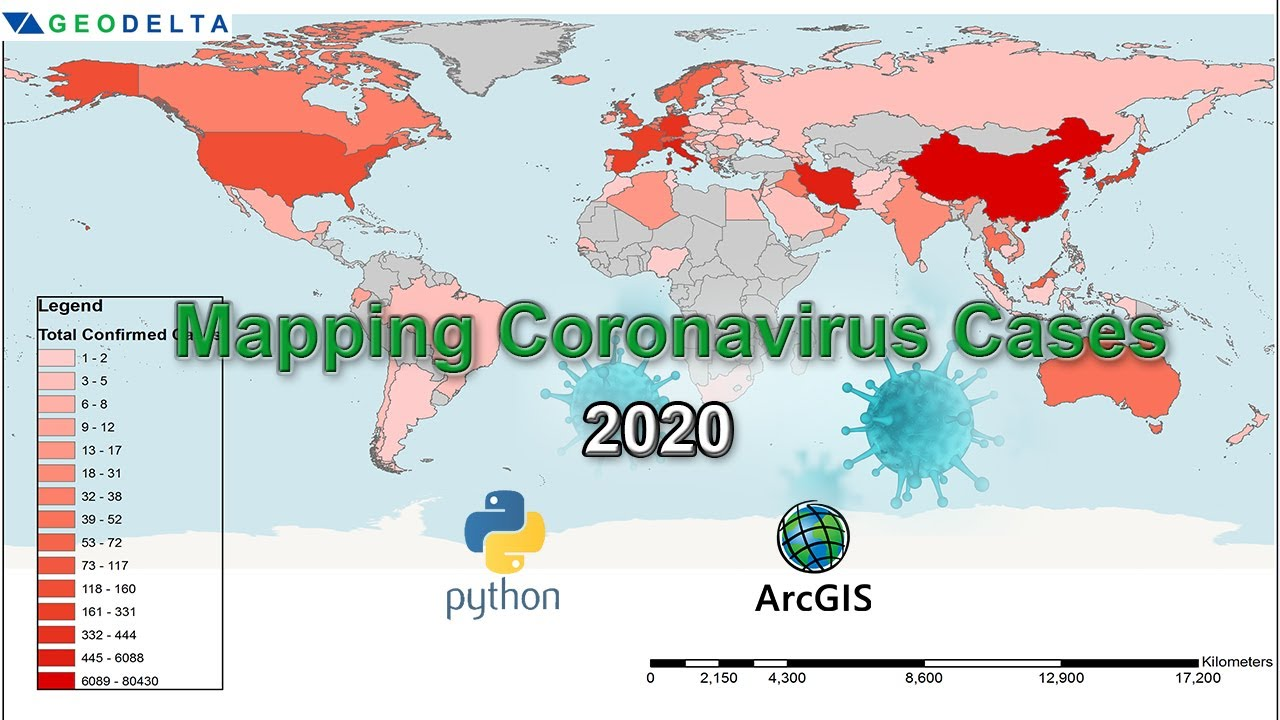 GEODELTA
Legend
Total Confirmed
Mapping Coronavirus Cases
2020
1 - 2
3 - 5
6 - 8
9 - 12
13 - 17
18 - 31
32 - 38
39 - 52
53 - 72
73 - 117
118 - 160
161 - 331
332 - 444
445 - 6088
6089 - 80430
python
ArcGIS
Kilometers
0 2,150 4,300 8,600 12,900 17,200